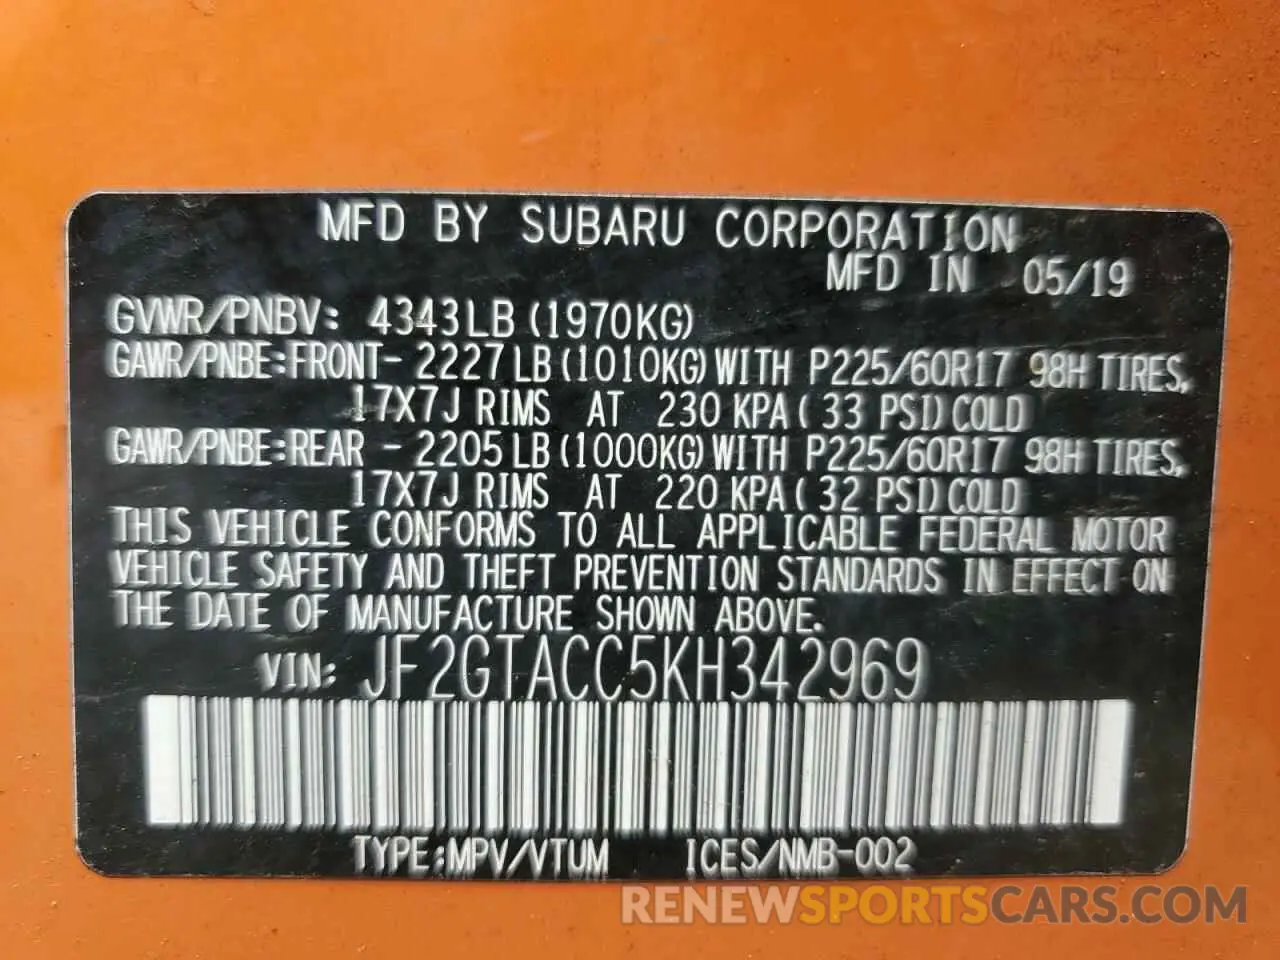 MFD BY SUBARU CORPORATION
MFD IN 05/19
GVWR/PNBV: 4343LB (1970KG)
GAWR/PNBE:FRONT- 2227LB (1010KG) WITH P225/60R17 98H TIRES,
17X7J RIMS AT 230 KPA ( 33 PSI) COLD
GAWR/PNBE:REAR - 2205LB (1000KG) WITH P225/60R17 98H TIRES,
17X7J RIMS AT 220 KPA ( 32 PSI) COLD
THIS VEHICLE CONFORMS TO ALL APPLICABLE FEDERAL MOTOR
VEHICLE SAFETY AND THEFT PREVENTION STANDARDS IN EFFECT ON
THE DATE OF MANUFACTURE SHOWN ABOVE.
VIN: JF2GTACC5KH342969
TYPE:MPV/VTUM ICES/NMB-002
RENEWSPORTSCARS.COM